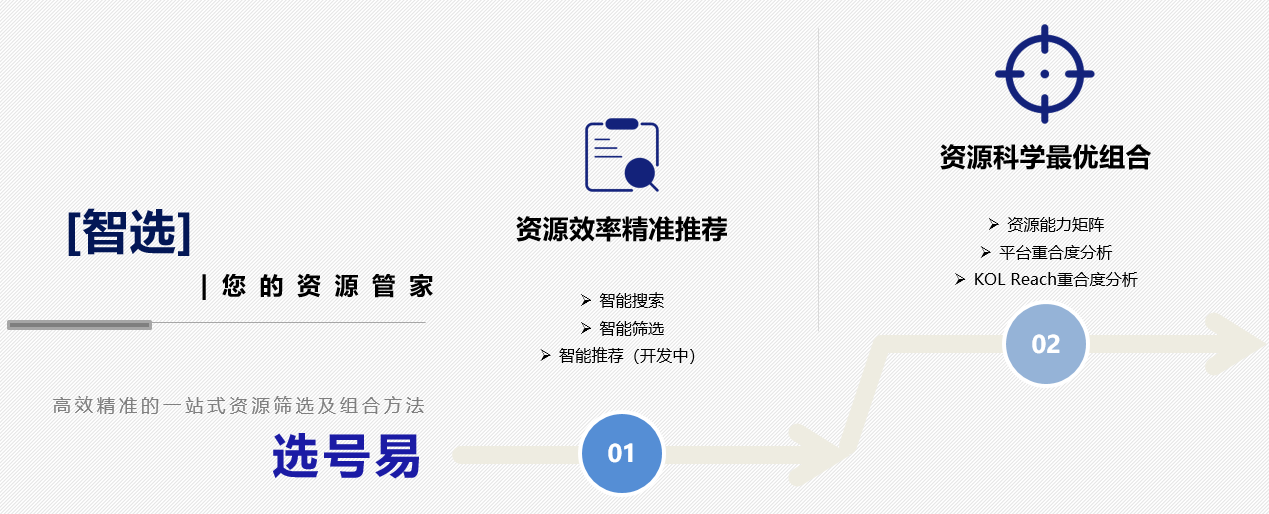 [智选]
|您的资源管家
高效精准的一站式资源筛选及组合方法
选号易
资源效率精准推荐
➢ 智能搜索
➢ 智能筛选
➢ 智能推荐（开发中）
01
资源科学最优组合
➢ 资源能力矩阵
➢ 平台重合度分析
➢ KOL Reach重合度分析
02